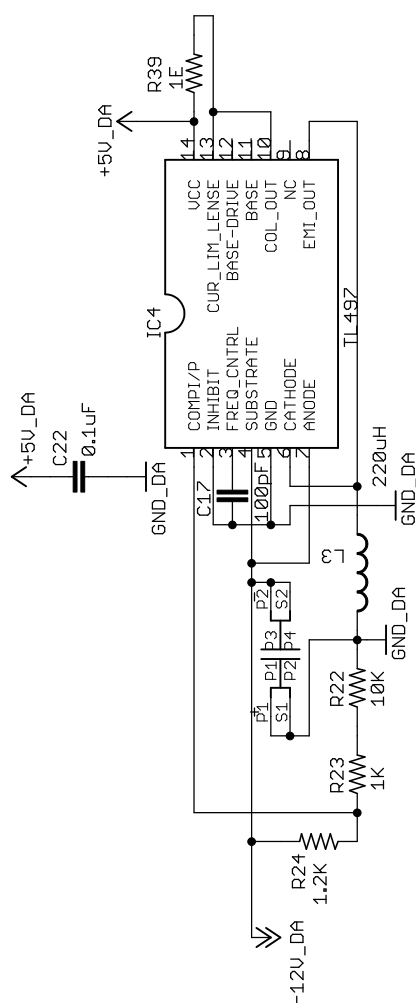 R39
1E
+5V_DA
14
13
12
11
10
9
8
VCC
CUR_LIM_LENSE
BASE-DRIVE
BASE
COL_OUT
NC
EMI_OUT
IC4
TL497
COMPI/P
INHIBIT
FREQ_CNTRL
SUBSTRATE
GND
CATHODE
ANODE
1
2
3
4
5
6
7
+5V_DA
C22
0.1uF
GND_DA
C17
100pF
220uH
GND_DA
L3
-
P2
S2
P3
P4
P1
P2
+
P1
S1
GND_DA
R22
10K
R23
1K
R24
1.2K
-12V_DA